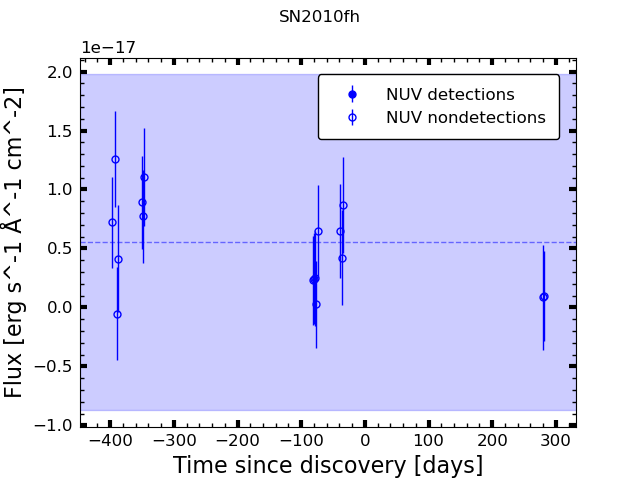 SN2010fh
1e−17
2.0
1.5
1.0
0.5
0.0
−0.5
−1.0
Flux [erg s^-1 Å^-1 cm^-2]
NUV detections
NUV nondetections
−400 −300 −200 −100 0 100 200 300
Time since discovery [days]